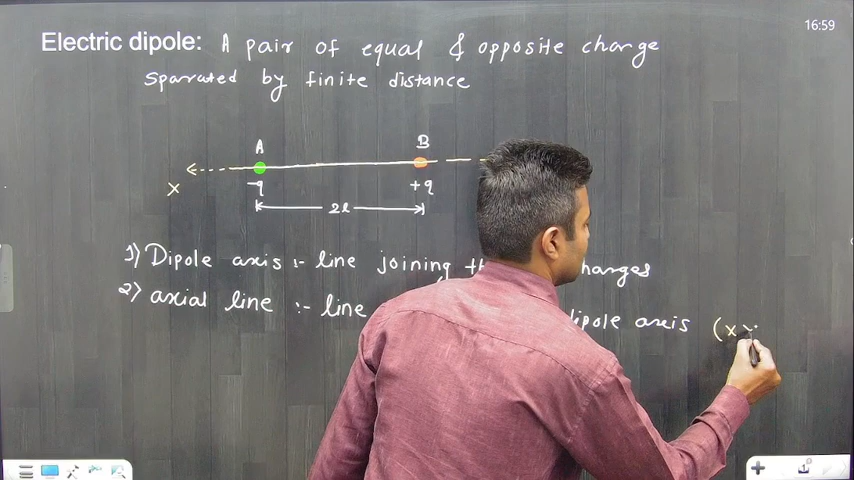 16:59
Electric dipole: A pair of equal & opposite charge
Sparated by finite distance
A B
X
-q +q
2l
1) Dipole axis :- line joining harges
2) axial line :- line dipole axis (X